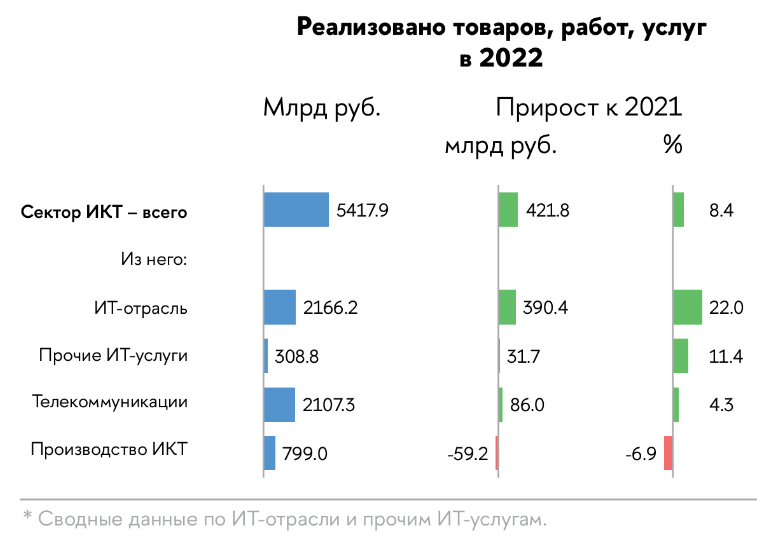 Реализовано товаров, работ, услуг
в 2022
Млрд руб. Прирост к 2021
млрд руб. %
Сектор ИКТ – всего 5417.9 421.8 8.4
Из него:
ИТ-отрасль 2166.2 390.4 22.0
Прочие ИТ-услуги 308.8 31.7 11.4
Телекоммуникации 2107.3 86.0 4.3
Производство ИКТ 799.0 -59.2 -6.9
* Сводные данные по ИТ-отрасли и прочим ИТ-услугам.